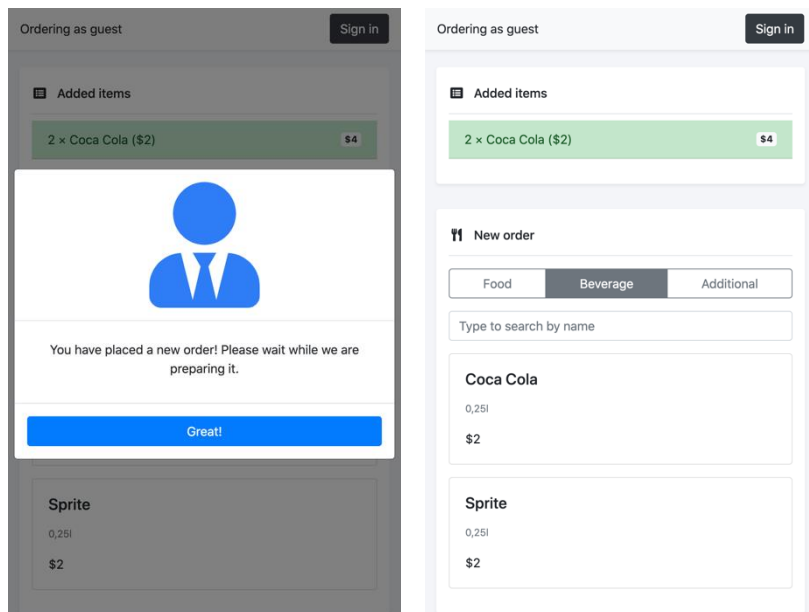 Ordering as guest
Sign in
Added items
2 × Coca Cola ($2)
$4
You have placed a new order! Please wait while we are
preparing it.
Great!
Sprite
0,25l
$2
Ordering as guest
Sign in
Added items
2 × Coca Cola ($2)
$4
New order
Food
Beverage
Additional
Type to search by name
Coca Cola
0,25l
$2
Sprite
0,25l
$2